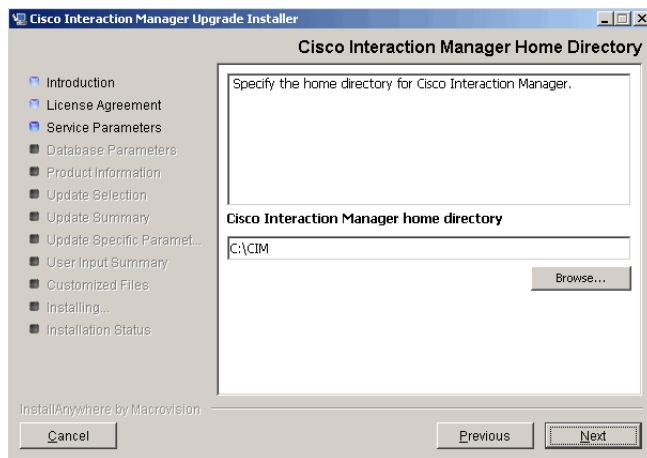 Cisco Interaction Manager Upgrade Installer
Cisco Interaction Manager Home Directory
Introduction
License Agreement
Service Parameters
Database Parameters
Product Information
Update Selection
Update Summary
Update Specific Paramet...
User Input Summary
Customized Files
Installing...
Installation Status
Specify the home directory for Cisco Interaction Manager.
Cisco Interaction Manager home directory
C:\CIM
Browse...
InstallAnywhere by Macrovision
Cancel
Previous
Next